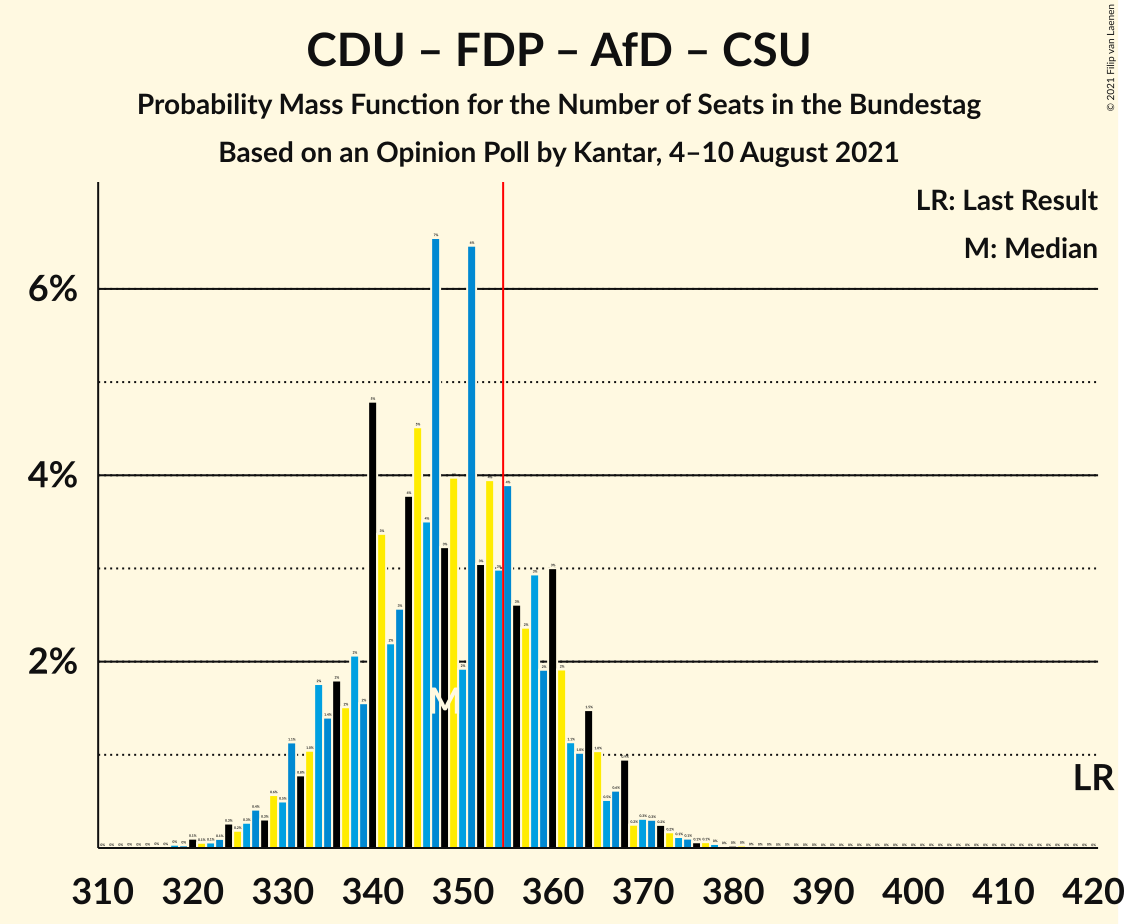 CDU – FDP – AfD – CSU
Probability Mass Function for the Number of Seats in the Bundestag
Based on an Opinion Poll by Kantar, 4–10 August 2021
© 2021 Filip van Laenen
LR: Last Result
M: Median
6%
4%
2%
M
LR
310 320 330 340 350 360 370 380 390 400 410 420